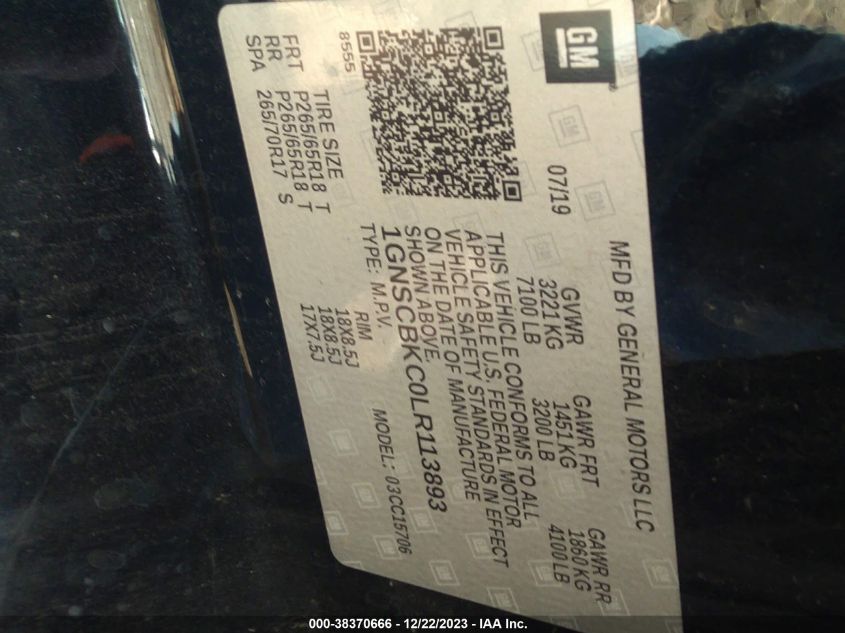 GM
MFD BY GENERAL MOTORS LLC
07/19
GVWR GAWR FRT GAWR RR
3221 KG 1451 KG 1860 KG
7100 LB 3200 LB 4100 LB
THIS VEHICLE CONFORMS TO ALL
APPLICABLE U.S. FEDERAL MOTOR
VEHICLE SAFETY STANDARDS IN EFFECT
ON THE DATE OF MANUFACTURE
SHOWN ABOVE.
1GNSCBKC0LR113893
TYPE: M.P.V. MODEL: 03CC15706
8555
TIRE SIZE RIM
FRT P265/65R18 T 18X8.5J
RR P265/65R18 T 18X8.5J
SPA 265/70R17 S 17X7.5J
000-38370666 - 12/22/2023 - IAA Inc.